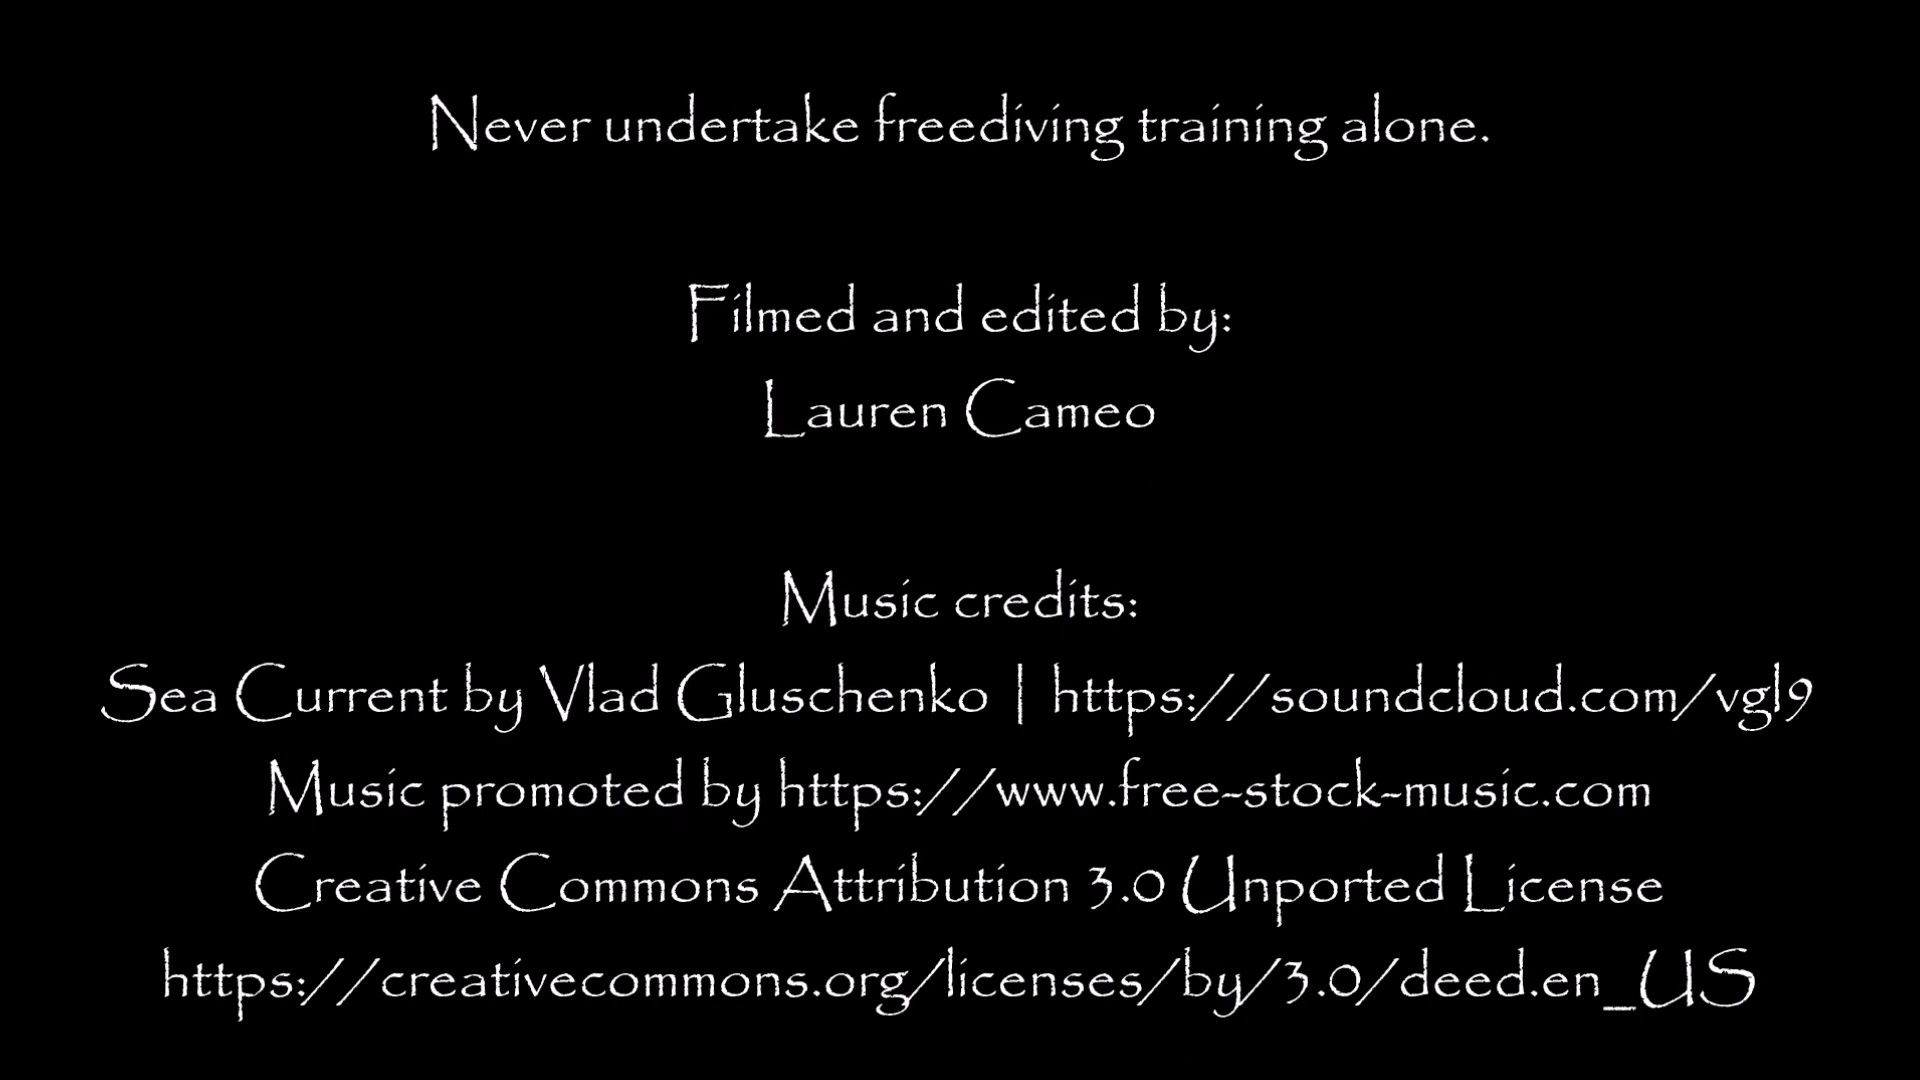 Never undertake freediving training alone.
Filmed and edited by:
Lauren Cameo
Music credits:
Sea Current by Vlad Gluschenko | https://soundcloud.com/vgl9
Music promoted by https://www.free-stock-music.com
Creative Commons Attribution 3.0 Unported License
https://creativecommons.org/licenses/by/3.0/deed.en_US